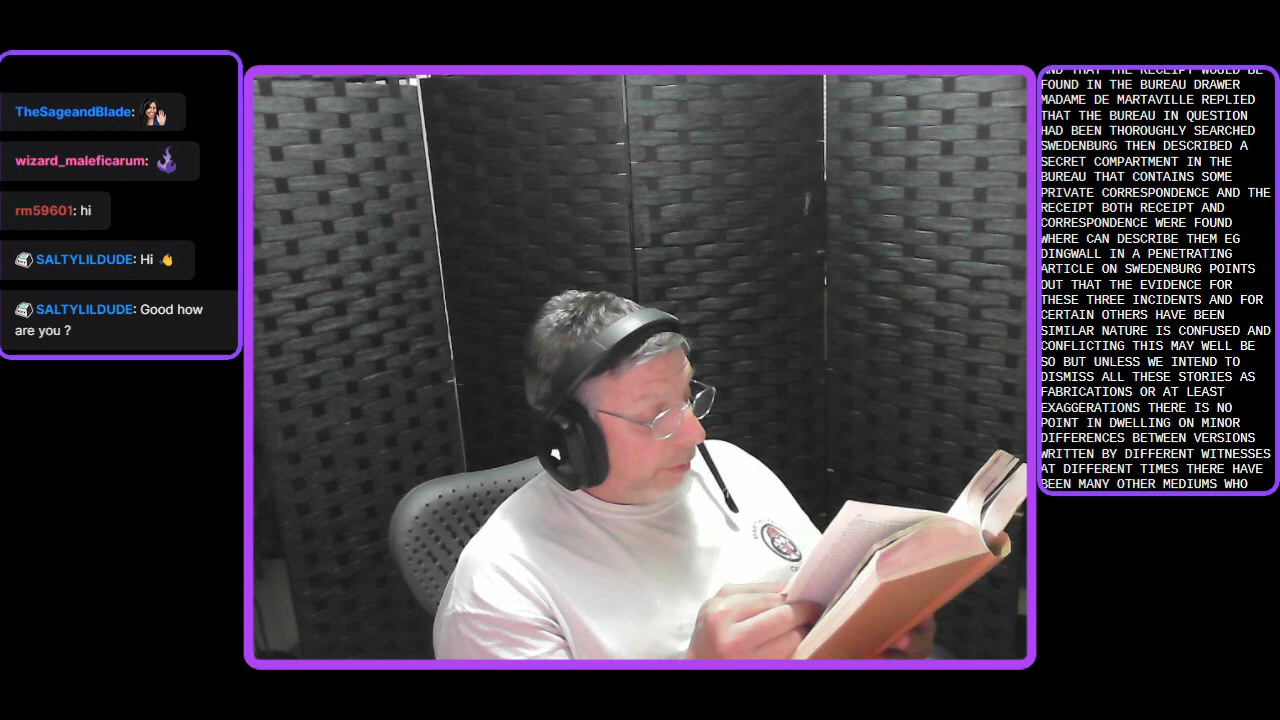 TheSageandBlade:
wizard_maleficarum:
rm59601: hi
SALTYLILDUDE: Hi 👋
SALTYLILDUDE: Good how
are you ?
AND THAT THE RECEIPT WOULD BE
FOUND IN THE BUREAU DRAWER
MADAME DE MARTAVILLE REPLIED
THAT THE BUREAU IN QUESTION
HAD BEEN THOROUGHLY SEARCHED
SWEDENBURG THEN DESCRIBED A
SECRET COMPARTMENT IN THE
BUREAU THAT CONTAINS SOME
PRIVATE CORRESPONDENCE AND THE
RECEIPT BOTH RECEIPT AND
CORRESPONDENCE WERE FOUND
WHERE CAN DESCRIBE THEM EG
DINGWALL IN A PENETRATING
ARTICLE ON SWEDENBURG POINTS
OUT THAT THE EVIDENCE FOR
THESE THREE INCIDENTS AND FOR
CERTAIN OTHERS HAVE BEEN
SIMILAR NATURE IS CONFUSED AND
CONFLICTING THIS MAY WELL BE
SO BUT UNLESS WE INTEND TO
DISMISS ALL THESE STORIES AS
FABRICATIONS OR AT LEAST
EXAGGERATIONS THERE IS NO
POINT IN DWELLING ON MINOR
DIFFERENCES BETWEEN VERSIONS
WRITTEN BY DIFFERENT WITNESSES
AT DIFFERENT TIMES THERE HAVE
BEEN MANY OTHER MEDIUMS WHO